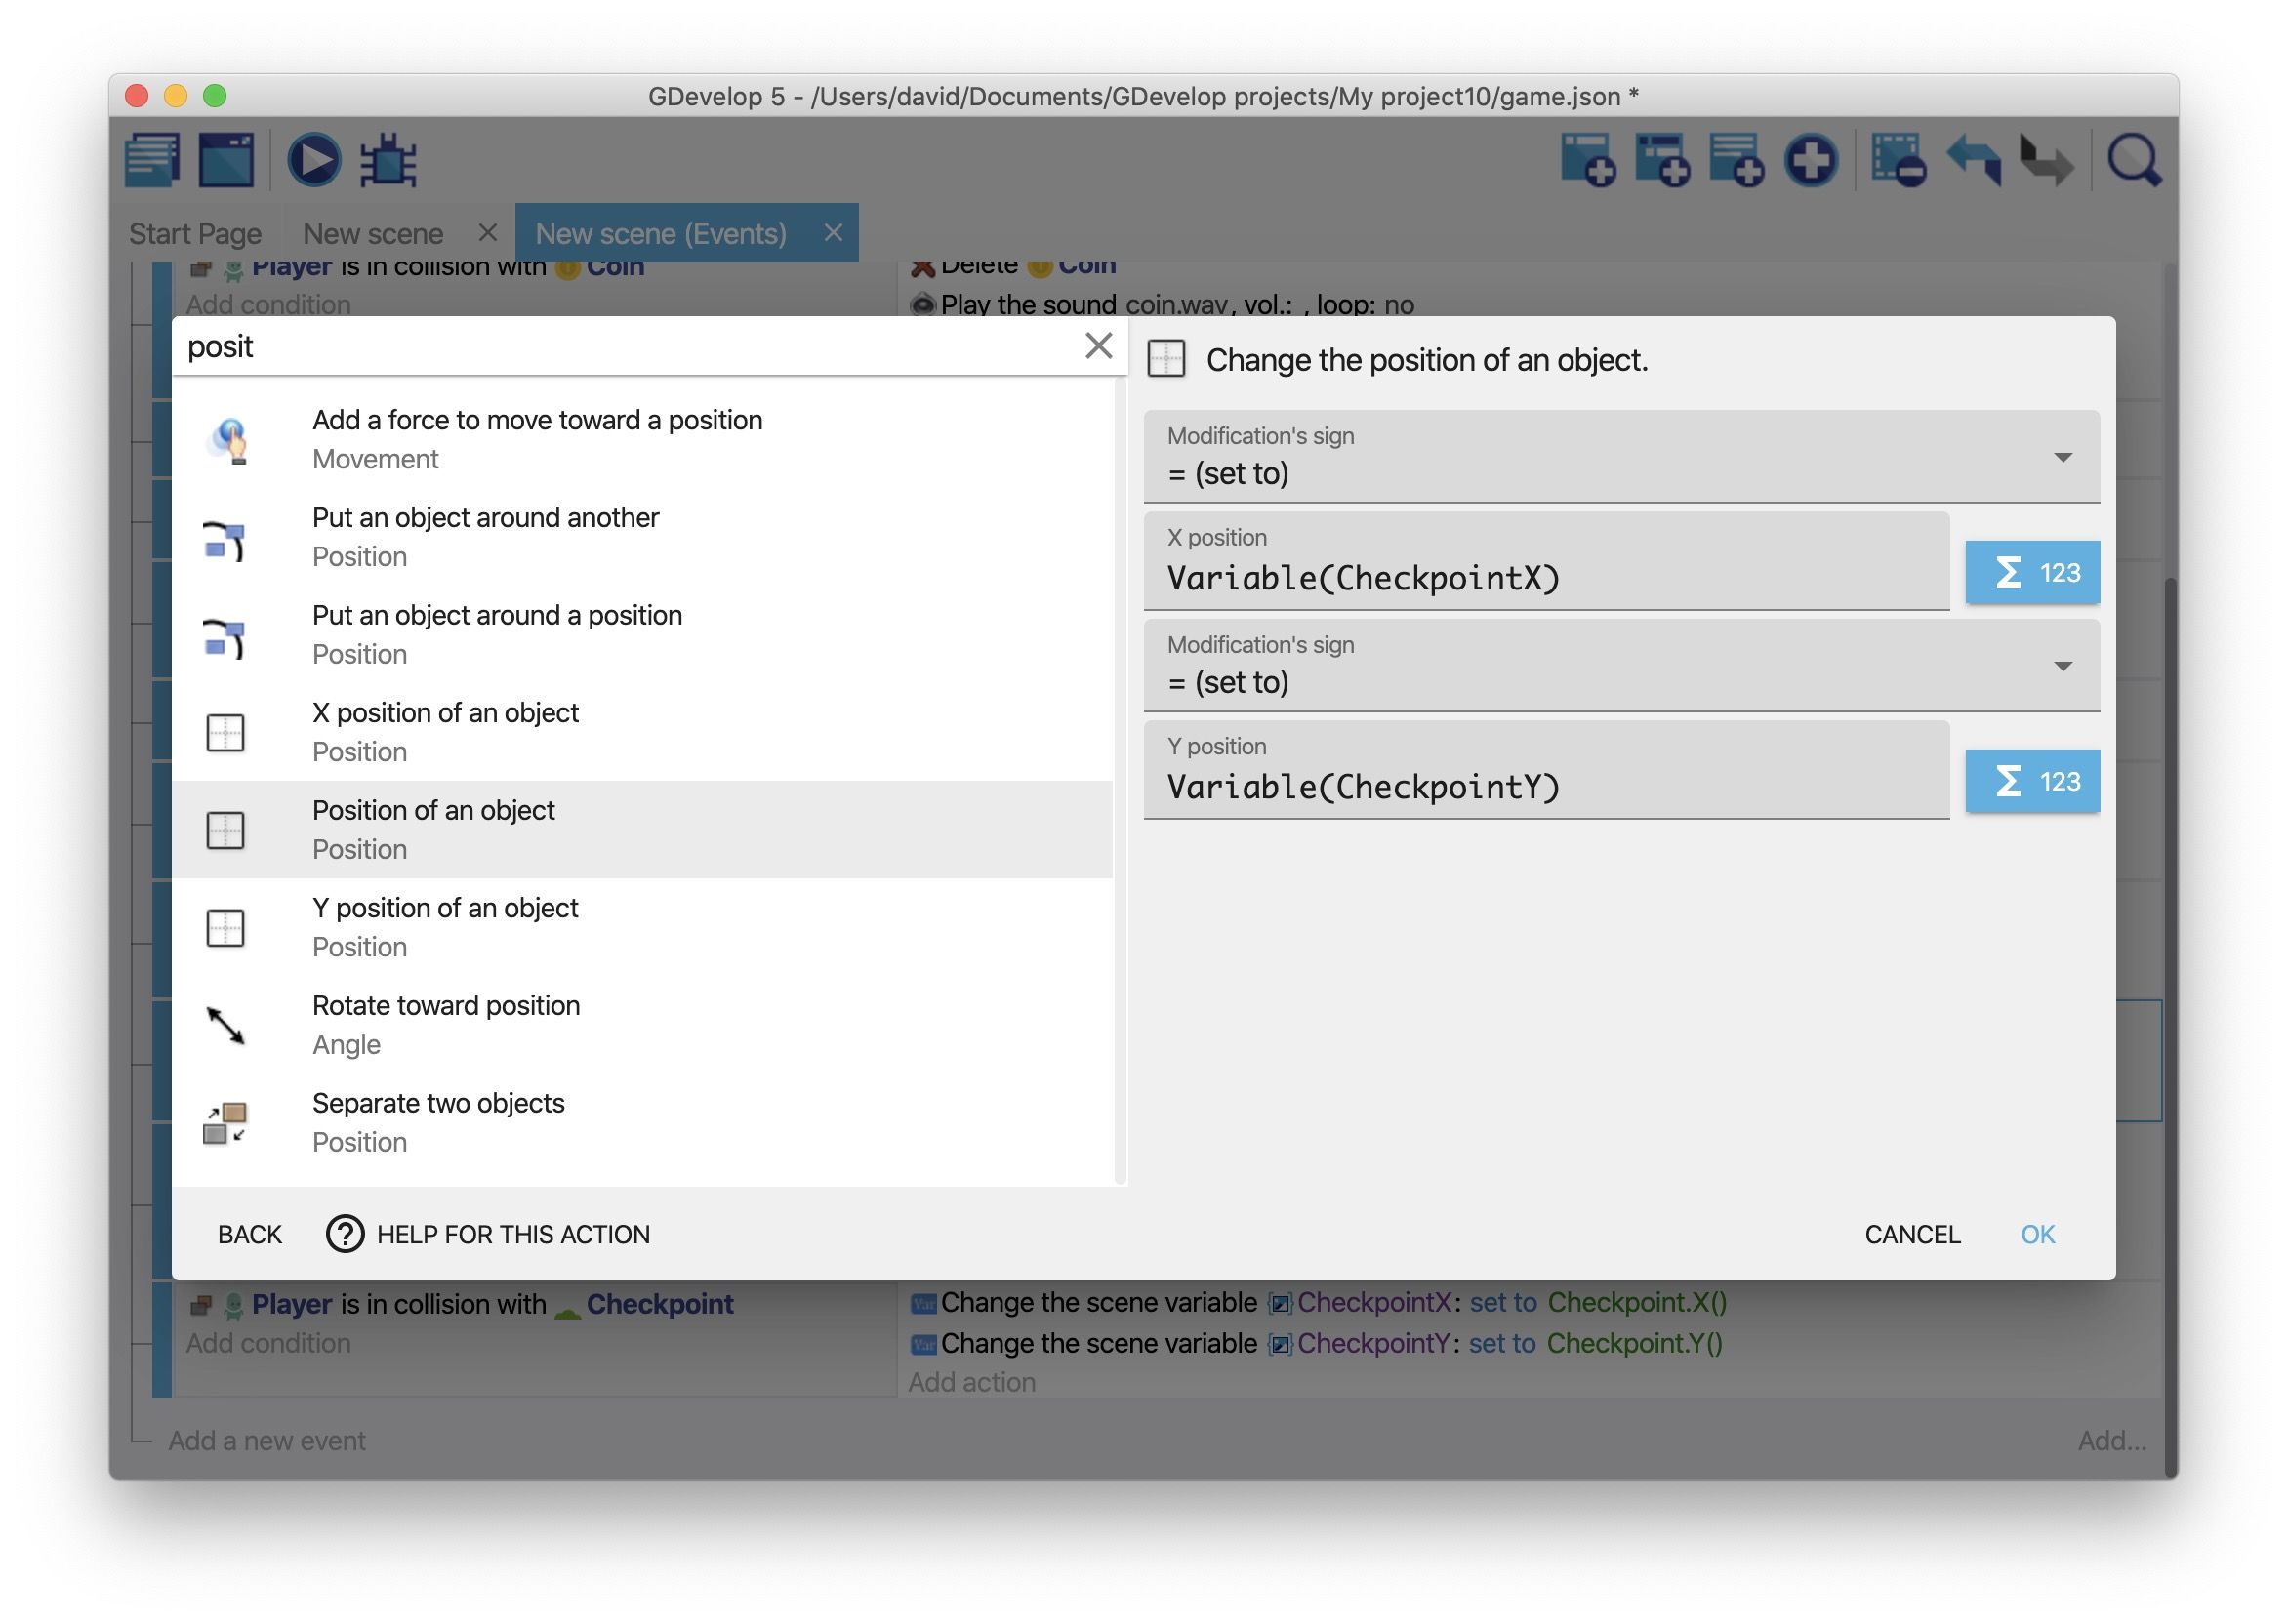 GDevelop 5 - /Users/david/Documents/GDevelop projects/My project10/game.json *
Start Page
New scene
New scene (Events)
Player is in collision with Coin
Add condition
Delete Coin
Play the sound coin.wav, vol.: , loop: no
posit
Add a force to move toward a position
Movement
Put an object around another
Position
Put an object around a position
Position
X position of an object
Position
Position of an object
Position
Y position of an object
Position
Rotate toward position
Angle
Separate two objects
Position
Change the position of an object.
Modification's sign
= (set to)
X position
Variable(CheckpointX)
Σ 123
Modification's sign
= (set to)
Y position
Variable(CheckpointY)
Σ 123
BACK
? HELP FOR THIS ACTION
CANCEL
OK
Player is in collision with Checkpoint
Add condition
Var Change the scene variable CheckpointX: set to Checkpoint.X()
Var Change the scene variable CheckpointY: set to Checkpoint.Y()
Add action
Add a new event
Add...